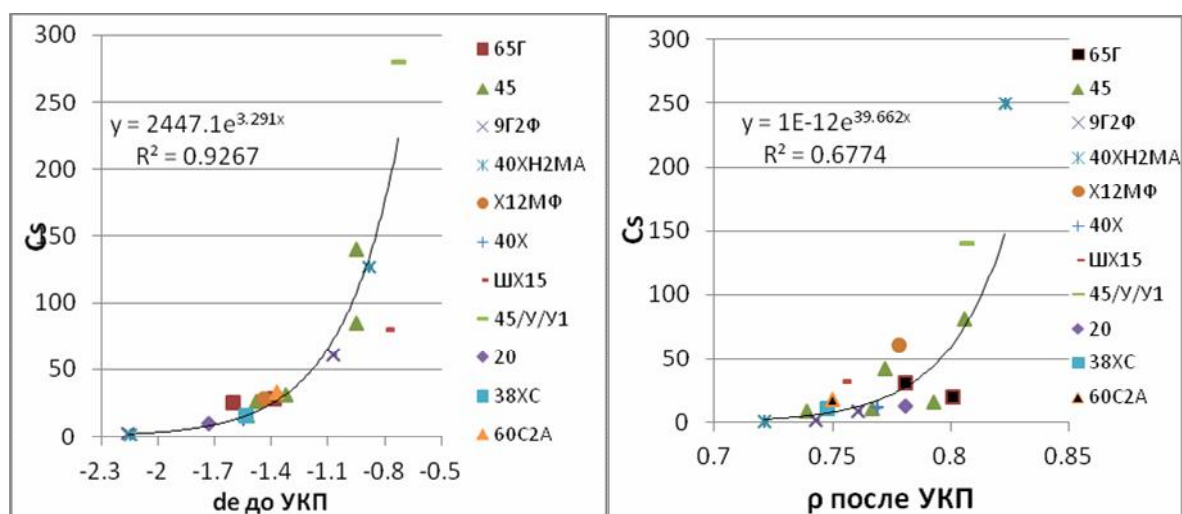 300
250
200
150
100
50
0
Cs
y = 2447.1e^3.291x
R² = 0.9267
-2.3 -2 -1.7 -1.4 -1.1 -0.8 -0.5
de до УКП
65Г
45
9Г2Ф
40ХН2МА
Х12МФ
40Х
ШХ15
45/У/У1
20
38ХС
60С2А
300
250
200
150
100
50
0
Cs
y = 1E-12e^39.662x
R² = 0.6774
0.7 0.75 0.8 0.85
ρ после УКП
65Г
45
9Г2Ф
40ХН2МА
Х12МФ
40Х
ШХ15
45/У/У1
20
38ХС
60С2А